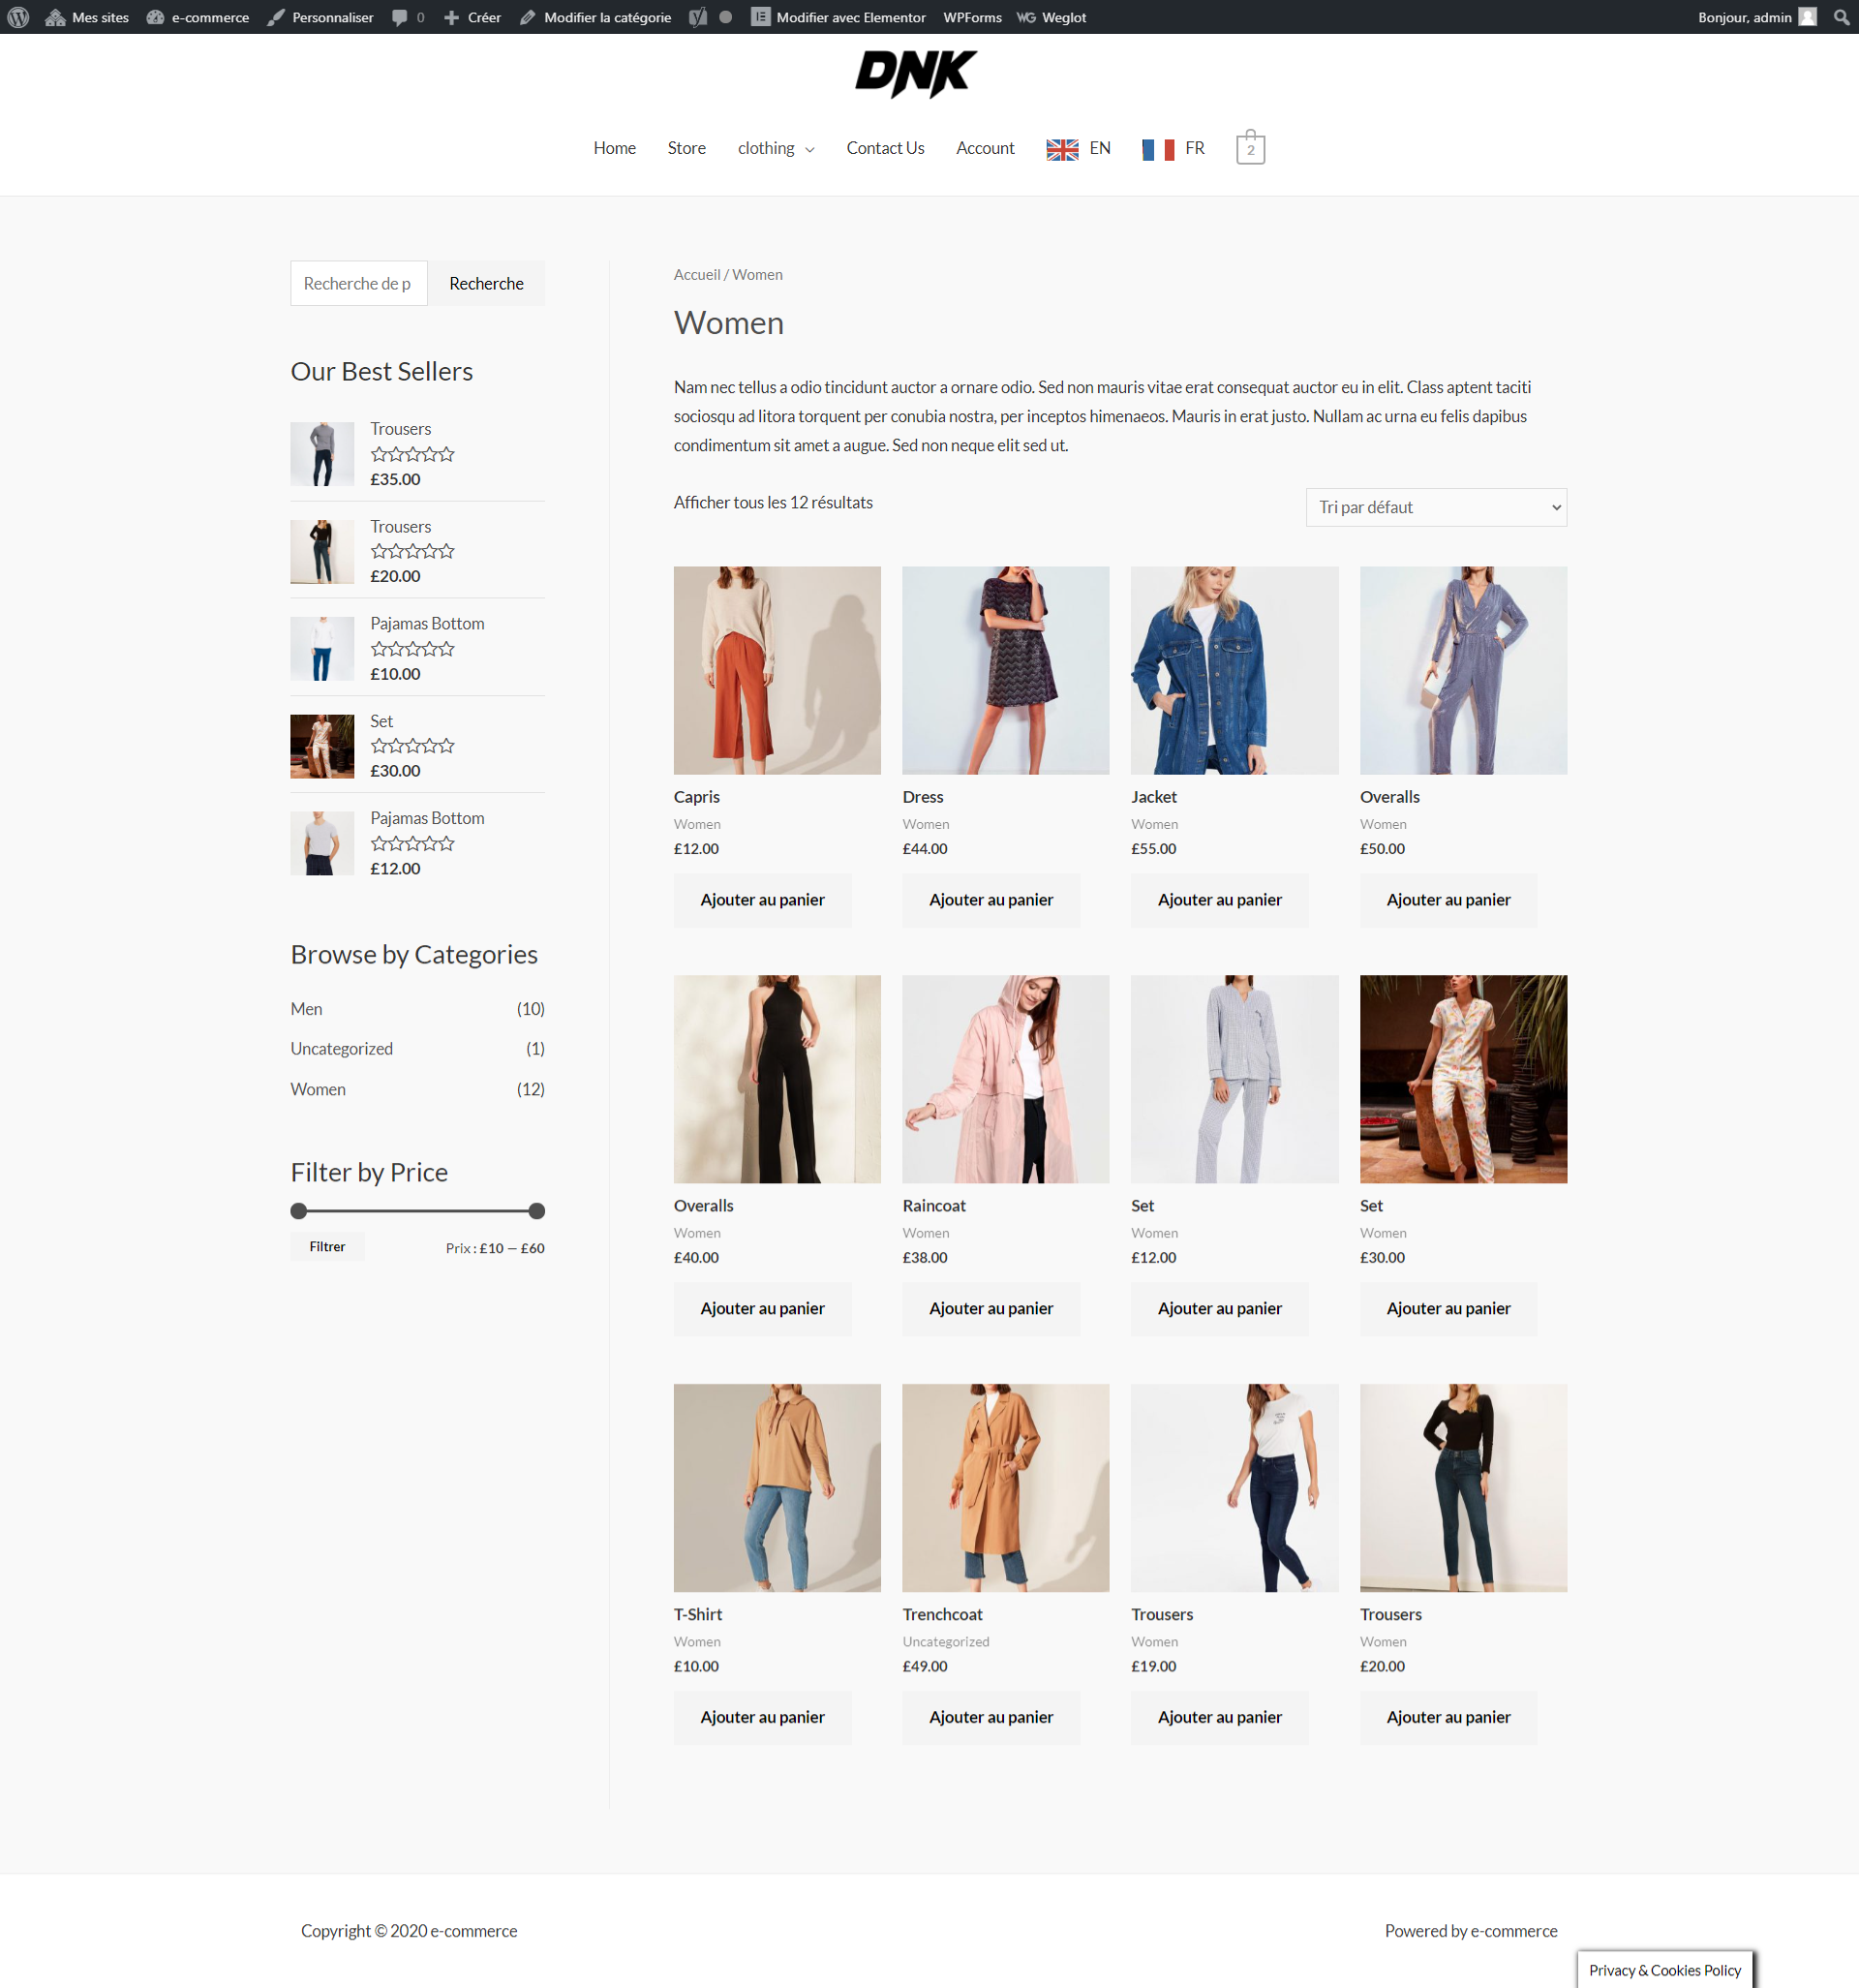 Mes sites e-commerce Personnaliser 0 Créer Modifier la catégorie Modifier avec Elementor WPForms Weglot Bonjour, admin
DNK
Home Store clothing Contact Us Account EN FR 2
Recherche de p Recherche
Our Best Sellers
Trousers
£35.00
Trousers
£20.00
Pajamas Bottom
£10.00
Set
£30.00
Pajamas Bottom
£12.00
Browse by Categories
Men (10)
Uncategorized (1)
Women (12)
Filter by Price
Filtrer Prix : £10 — £60
Accueil / Women
Women
Nam nec tellus a odio tincidunt auctor a ornare odio. Sed non mauris vitae erat consequat auctor eu in elit. Class aptent taciti
sociosqu ad litora torquent per conubia nostra, per inceptos himenaeos. Mauris in erat justo. Nullam ac urna eu felis dapibus
condimentum sit amet a augue. Sed non neque elit sed ut.
Afficher tous les 12 résultats Tri par défaut
Capris Dress Jacket Overalls
Women Women Women Women
£12.00 £44.00 £55.00 £50.00
Ajouter au panier Ajouter au panier Ajouter au panier Ajouter au panier
Overalls Raincoat Set Set
Women Women Women Women
£40.00 £38.00 £12.00 £30.00
Ajouter au panier Ajouter au panier Ajouter au panier Ajouter au panier
T-Shirt Trenchcoat Trousers Trousers
Women Uncategorized Women Women
£10.00 £49.00 £19.00 £20.00
Ajouter au panier Ajouter au panier Ajouter au panier Ajouter au panier
Copyright © 2020 e-commerce Powered by e-commerce
Privacy & Cookies Policy